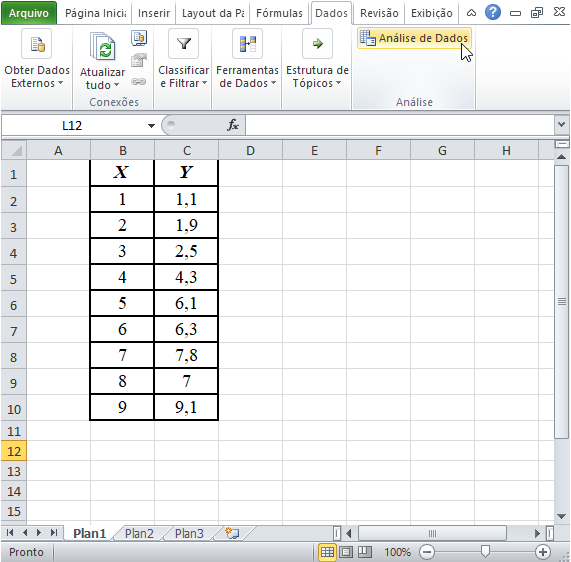 Arquivo Página Inicia Inserir Layout da Pá Fórmulas Dados Revisão Exibição
Obter Dados Externos
Atualizar tudo
Classificar e Filtrar
Ferramentas de Dados
Estrutura de Tópicos
Análise de Dados
Conexões Análise
L12 fx
A B C D E F G H
1 X Y
2 1 1,1
3 2 1,9
4 3 2,5
5 4 4,3
6 5 6,1
7 6 6,3
8 7 7,8
9 8 7
10 9 9,1
11
12
13
14
15
Plan1 Plan2 Plan3
Pronto 100%